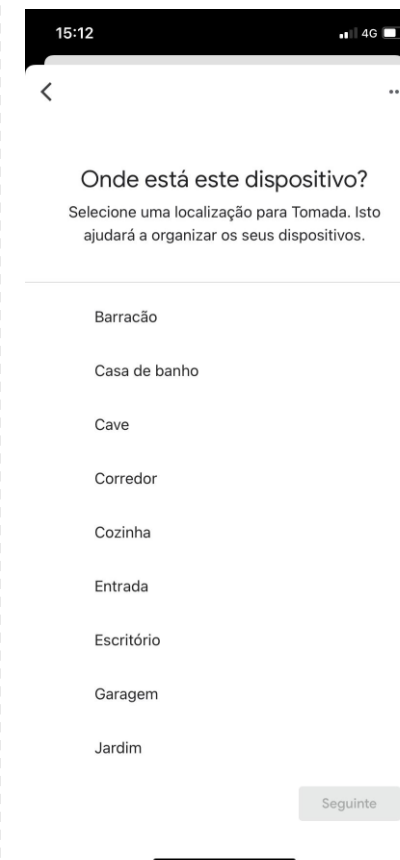 15:12
4G
Onde está este dispositivo?
Selecione uma localização para Tomada. Isto
ajudará a organizar os seus dispositivos.
Barracão
Casa de banho
Cave
Corredor
Cozinha
Entrada
Escritório
Garagem
Jardim
Seguinte